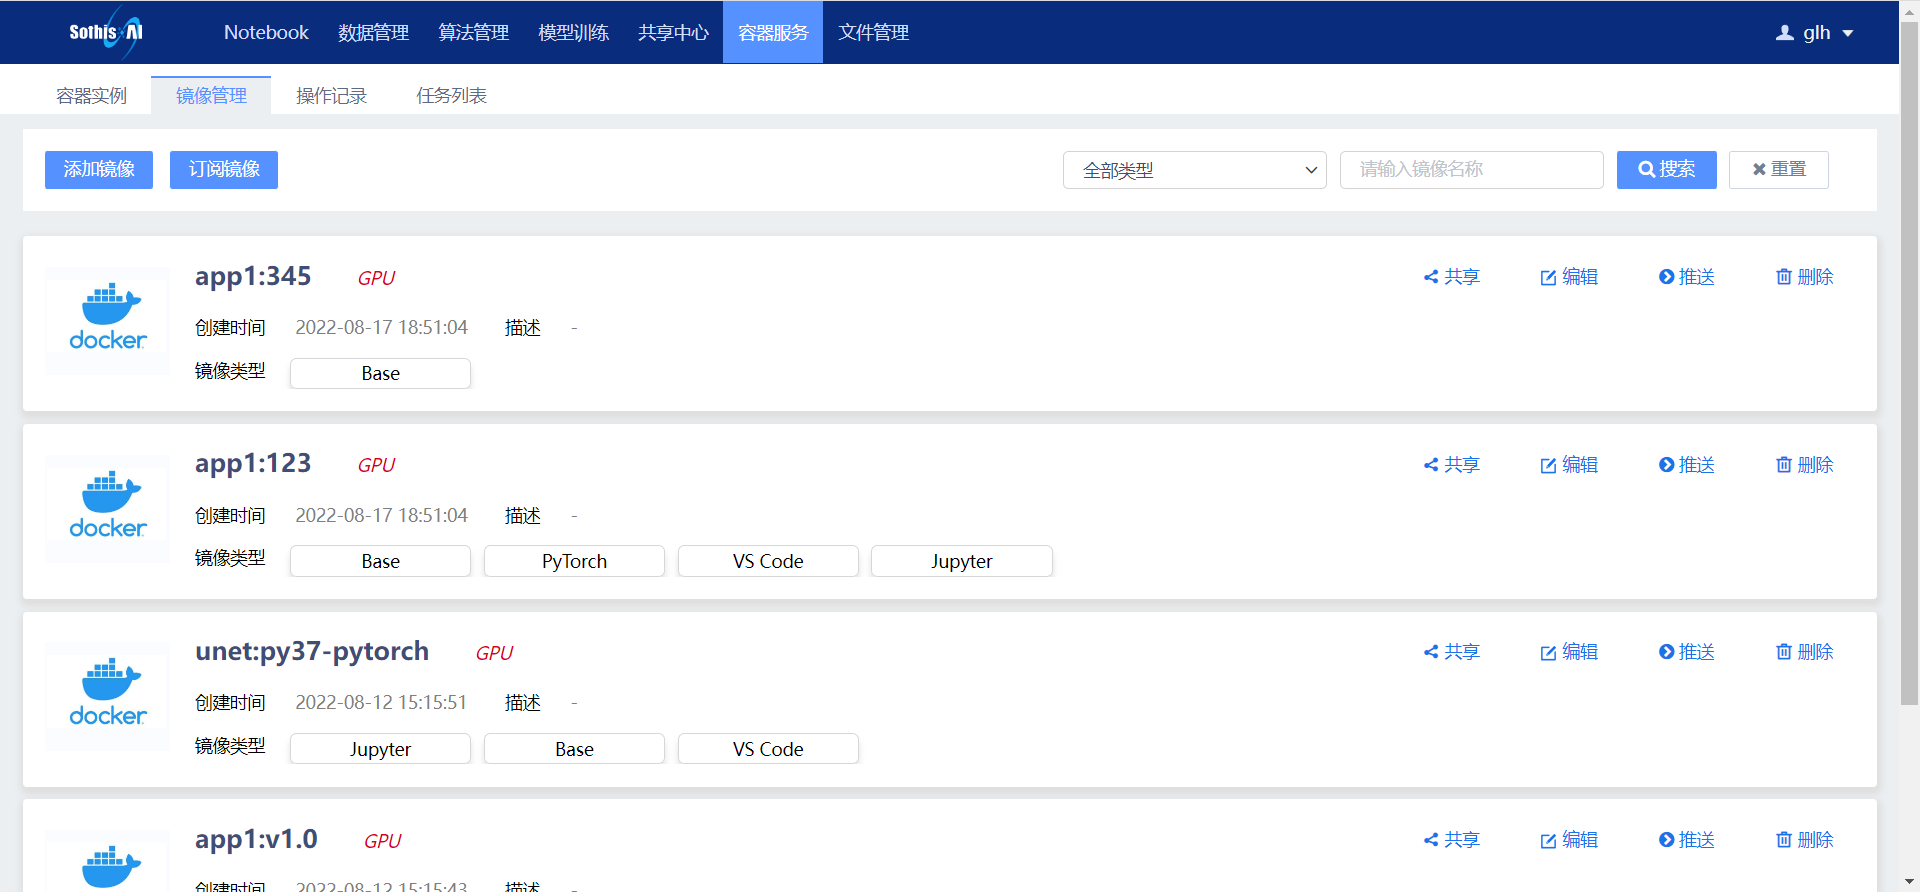 SothisAI Notebook 数据管理 算法管理 模型训练 共享中心 容器服务 文件管理 glh
容器实例 镜像管理 操作记录 任务列表
添加镜像 订阅镜像 全部类型 请输入镜像名称 搜索 重置
app1:345 GPU 共享 编辑 推送 删除
创建时间 2022-08-17 18:51:04 描述 -
docker
镜像类型 Base
app1:123 GPU 共享 编辑 推送 删除
创建时间 2022-08-17 18:51:04 描述 -
docker
镜像类型 Base PyTorch VS Code Jupyter
unet:py37-pytorch GPU 共享 编辑 推送 删除
创建时间 2022-08-12 15:15:51 描述 -
docker
镜像类型 Jupyter Base VS Code
app1:v1.0 GPU 共享 编辑 推送 删除
创建时间 2022-08-12 15:15:43 描述 -